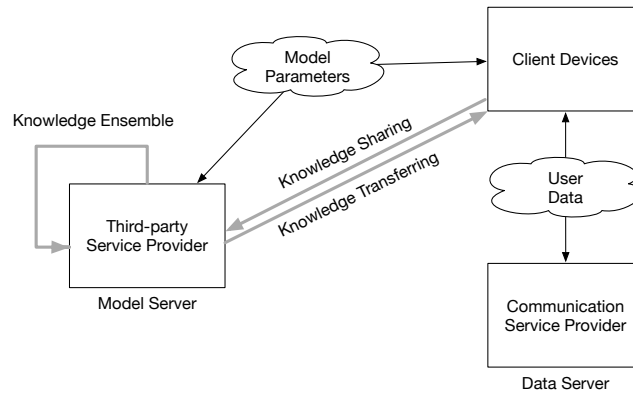 Model
Parameters
Client Devices
Knowledge Ensemble
Knowledge Sharing
Knowledge Transferring
Third-party
Service Provider
Model Server
User
Data
Communication
Service Provider
Data Server